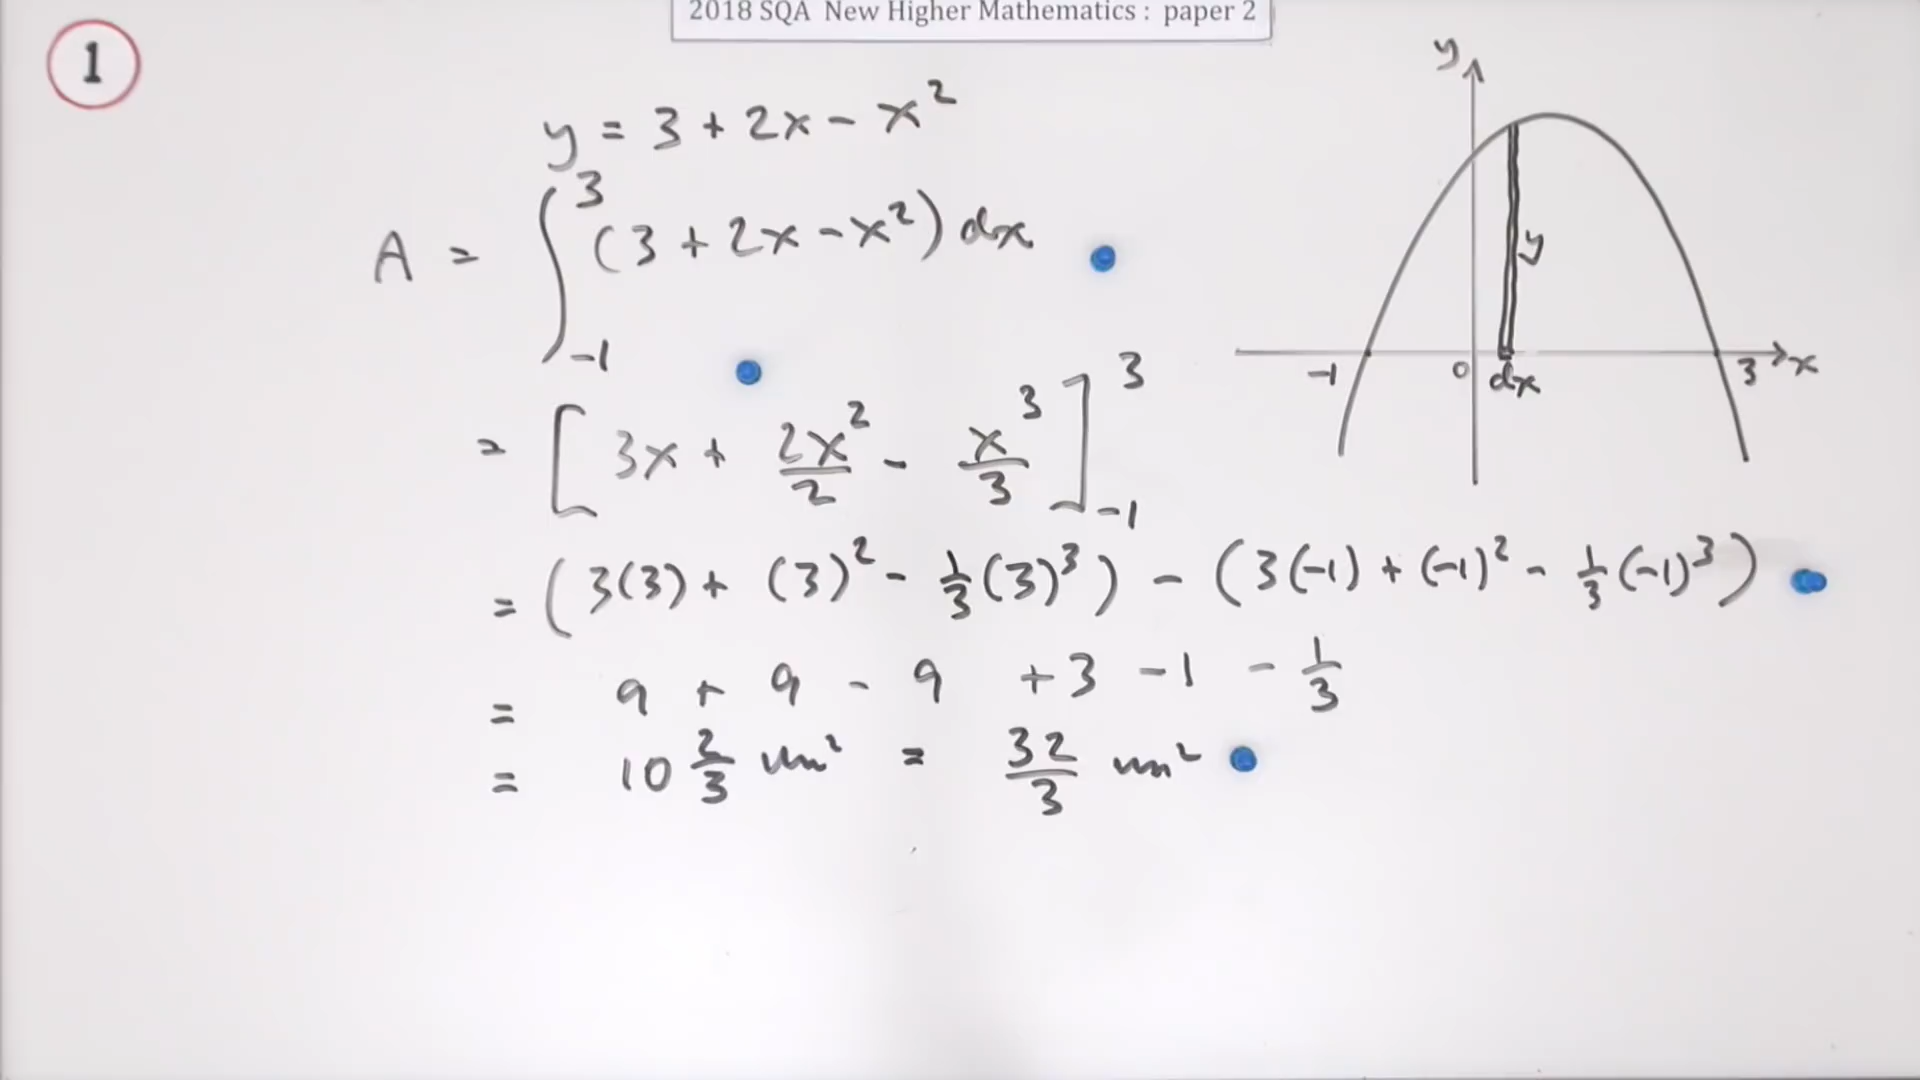 2018 SQA New Higher Mathematics : paper 2
1
y = 3 + 2x - x²
A = ∫₋₁³ (3 + 2x - x²) dx
= [3x + 2x²/2 - x³/3]₋₁³
= (3(3) + (3)² - 1/3(3)³) - (3(-1) + (-1)² - 1/3(-1)³)
= 9 + 9 - 9 + 3 - 1 - 1/3
= 10 2/3 un² = 32/3 un²
y
y
-1 0 dx 3 x